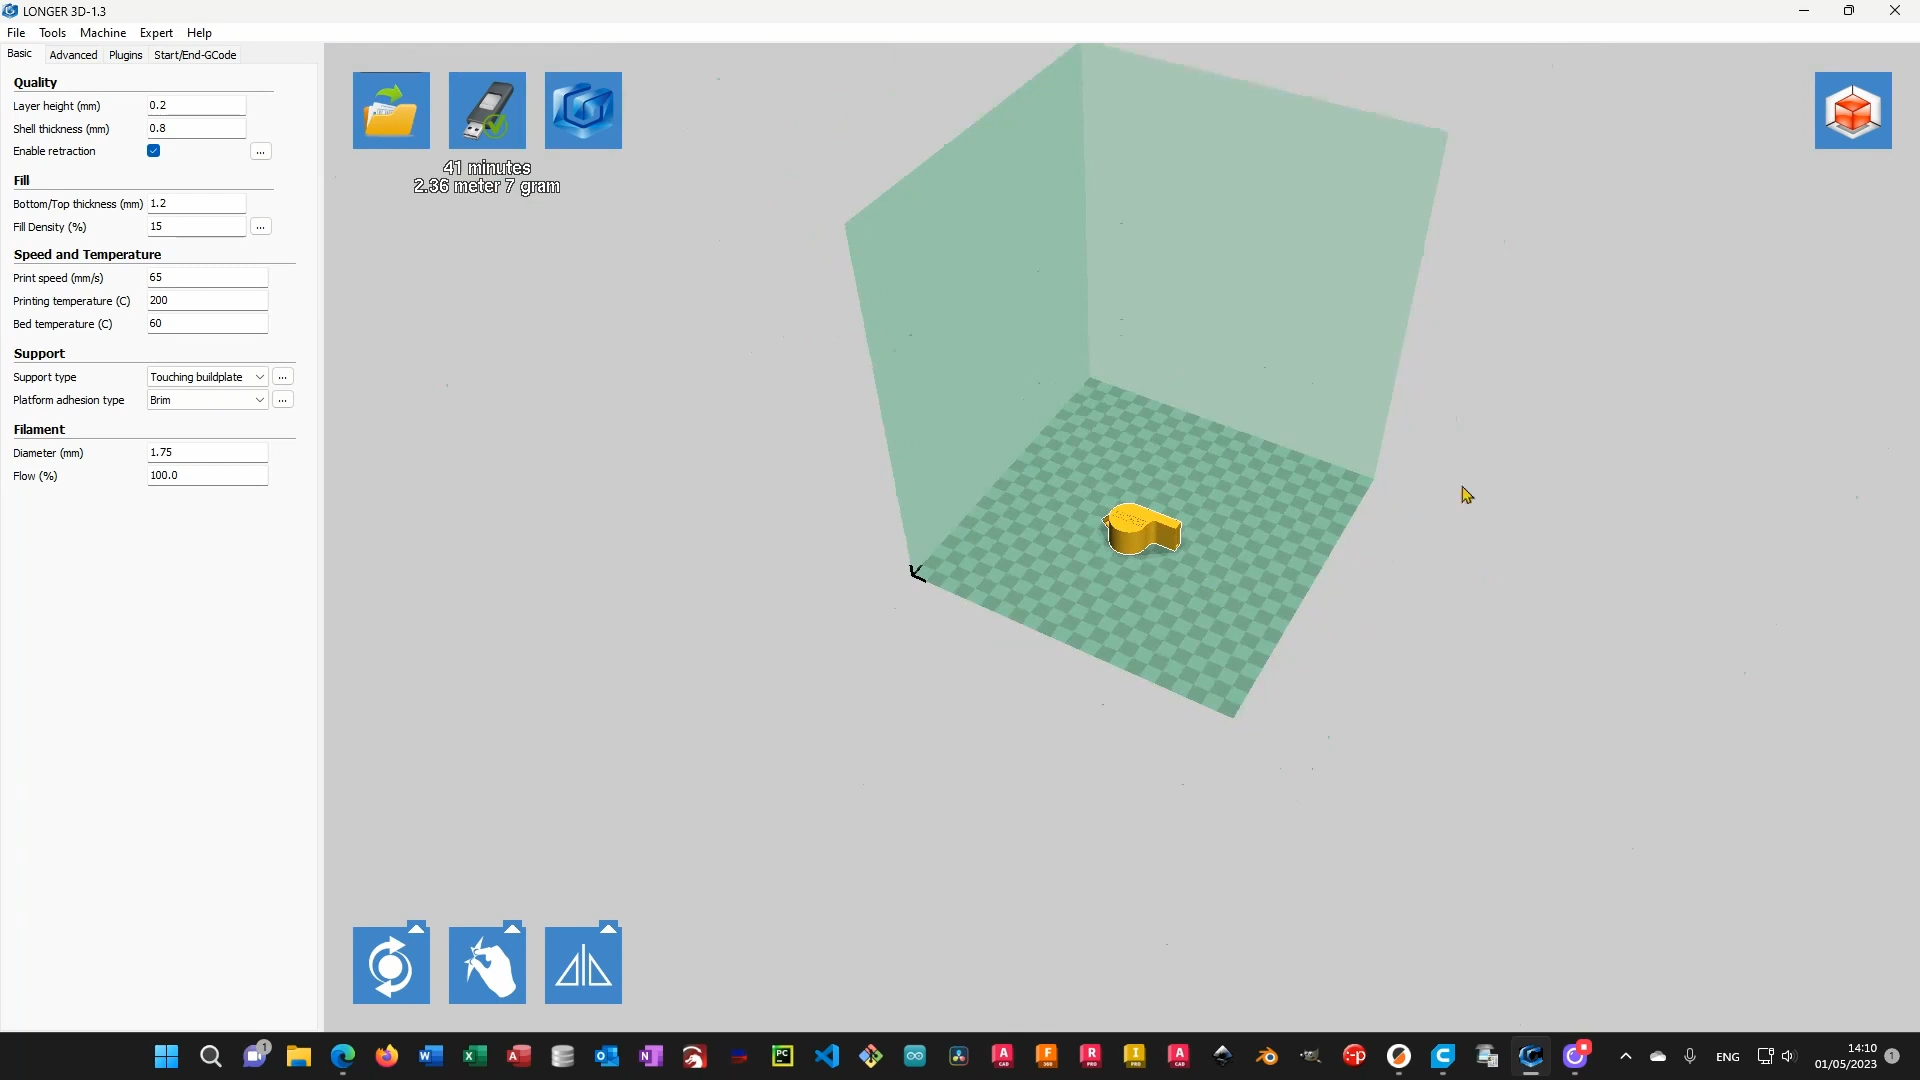 LONGER 3D-1.3
File Tools Machine Expert Help
Basic Advanced Plugins Start/End-GCode
Quality
Layer height (mm) 0.2
Shell thickness (mm) 0.8
Enable retraction ...
Fill
Bottom/Top thickness (mm) 1.2
Fill Density (%) 15 ...
Speed and Temperature
Print speed (mm/s) 65
Printing temperature (C) 200
Bed temperature (C) 60
Support
Support type Touching buildplate ...
Platform adhesion type Brim ...
Filament
Diameter (mm) 1.75
Flow (%) 100.0
41 minutes
2.36 meter 7 gram
ENG
14:10
01/05/2023
1
1